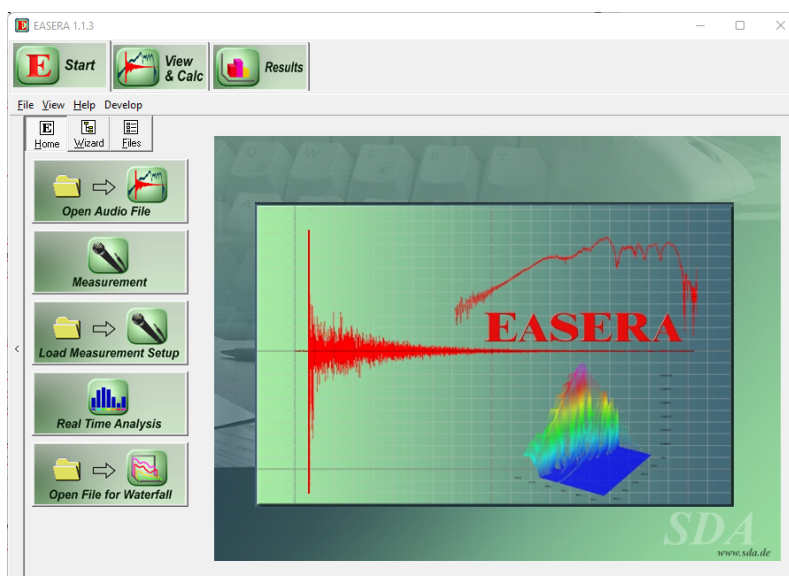 EASERA 1.1.3
Start
View
& Calc
Results
File View Help Develop
Home Wizard Files
Open Audio File
Measurement
Load Measurement Setup
Real Time Analysis
Open File for Waterfall
EASERA
SDA
www.sda.de